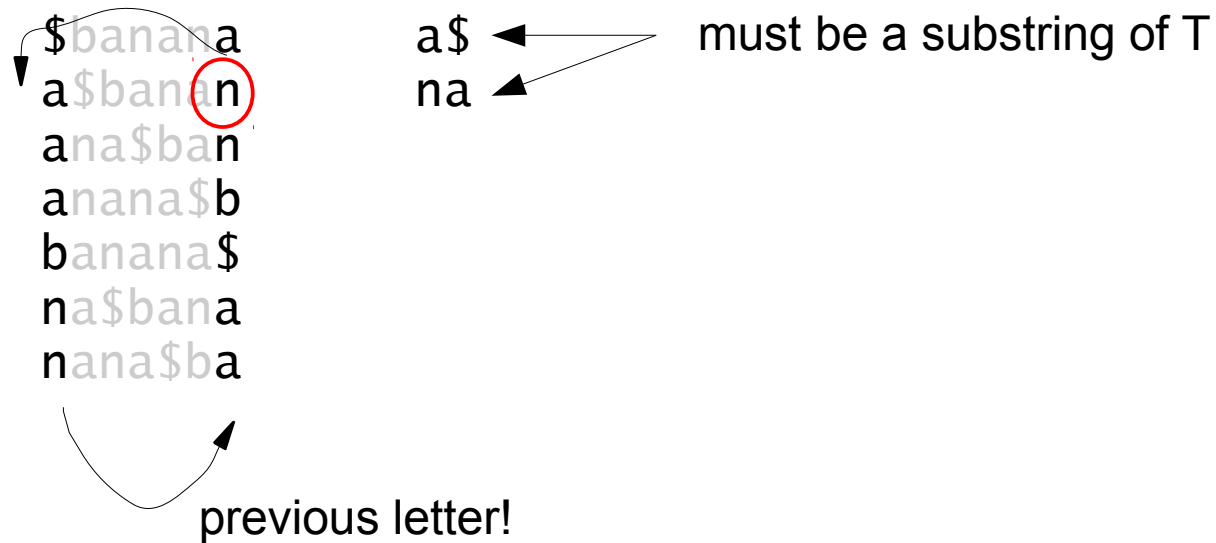 $banana a$ must be a substring of T
a$banan na
ana$ban
anana$b
banana$
na$bana
nana$ba
previous letter!